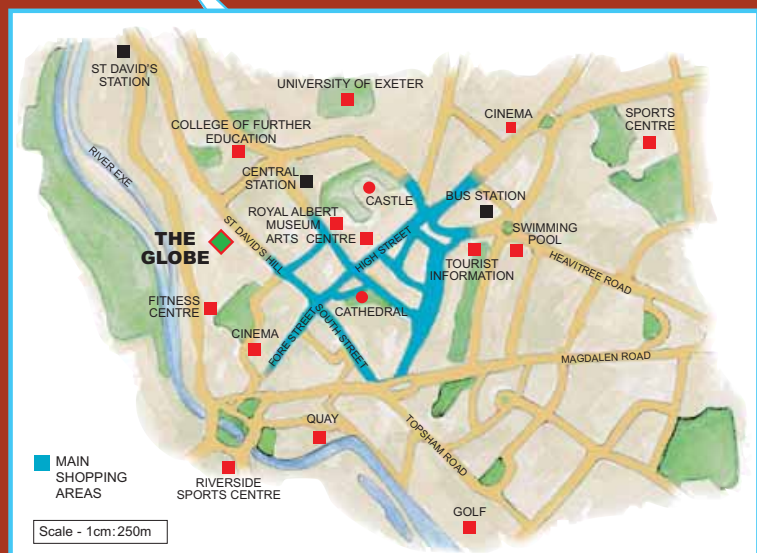 ST DAVID'S
STATION
UNIVERSITY OF EXETER
CINEMA
SPORTS
CENTRE
COLLEGE OF FURTHER
EDUCATION
RIVER EXE
CENTRAL
STATION
CASTLE
BUS STATION
ROYAL ALBERT
MUSEUM
ARTS CENTRE
ST DAVID'S HILL
HIGH STREET
THE
GLOBE
SWIMMING
POOL
TOURIST
INFORMATION
HEAVITREE ROAD
FITNESS
CENTRE
CATHEDRAL
CINEMA
FORE STREET
SOUTH STREET
MAGDALEN ROAD
QUAY
TOPSHAM ROAD
MAIN
SHOPPING
AREAS
RIVERSIDE
SPORTS CENTRE
GOLF
Scale - 1cm:250m